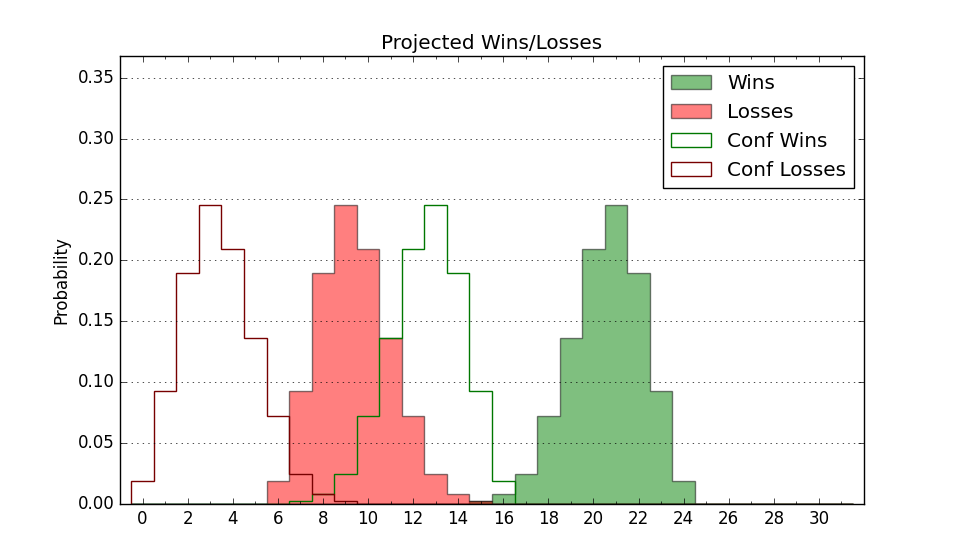 Projected Wins/Losses
Wins
Losses
Conf Wins
Conf Losses
Probability
0.35
0.30
0.25
0.20
0.15
0.10
0.05
0.00
0 2 4 6 8 10 12 14 16 18 20 22 24 26 28 30